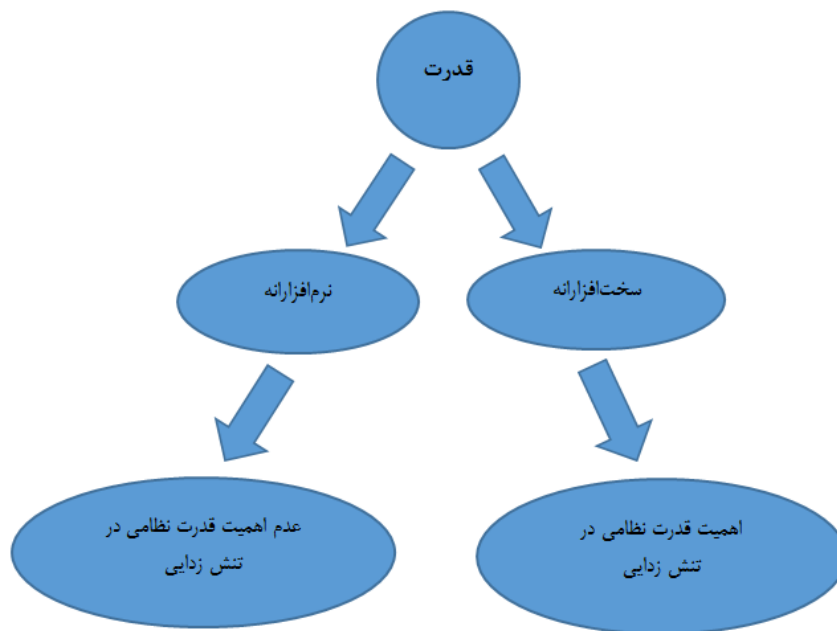 قدرت
سخت‌افزارانه
نرم‌افزارانه
اهمیت قدرت نظامی در
تنش زدایی
عدم اهمیت قدرت نظامی در
تنش زدایی